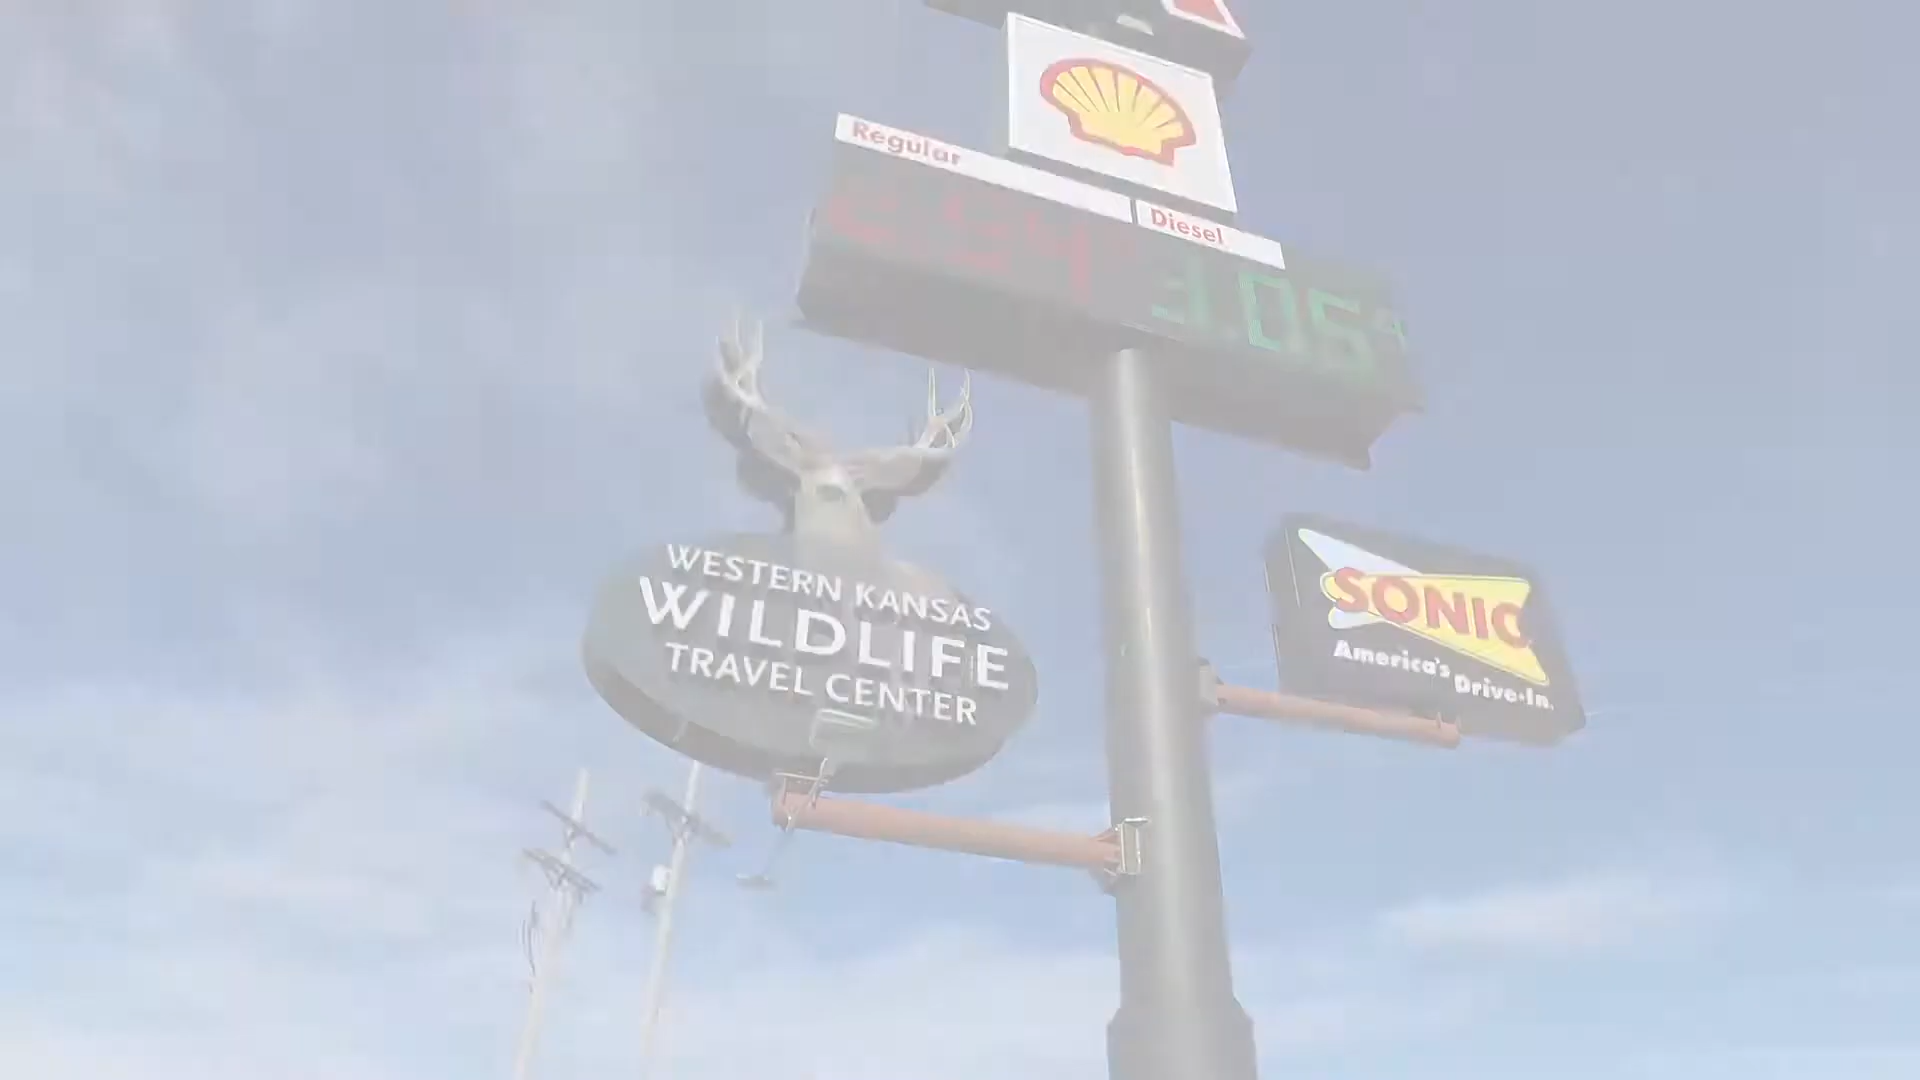 Regular
Diesel
3.05
WESTERN KANSAS
WILDLIFE
TRAVEL CENTER
SONIC
America's
Drive-In.